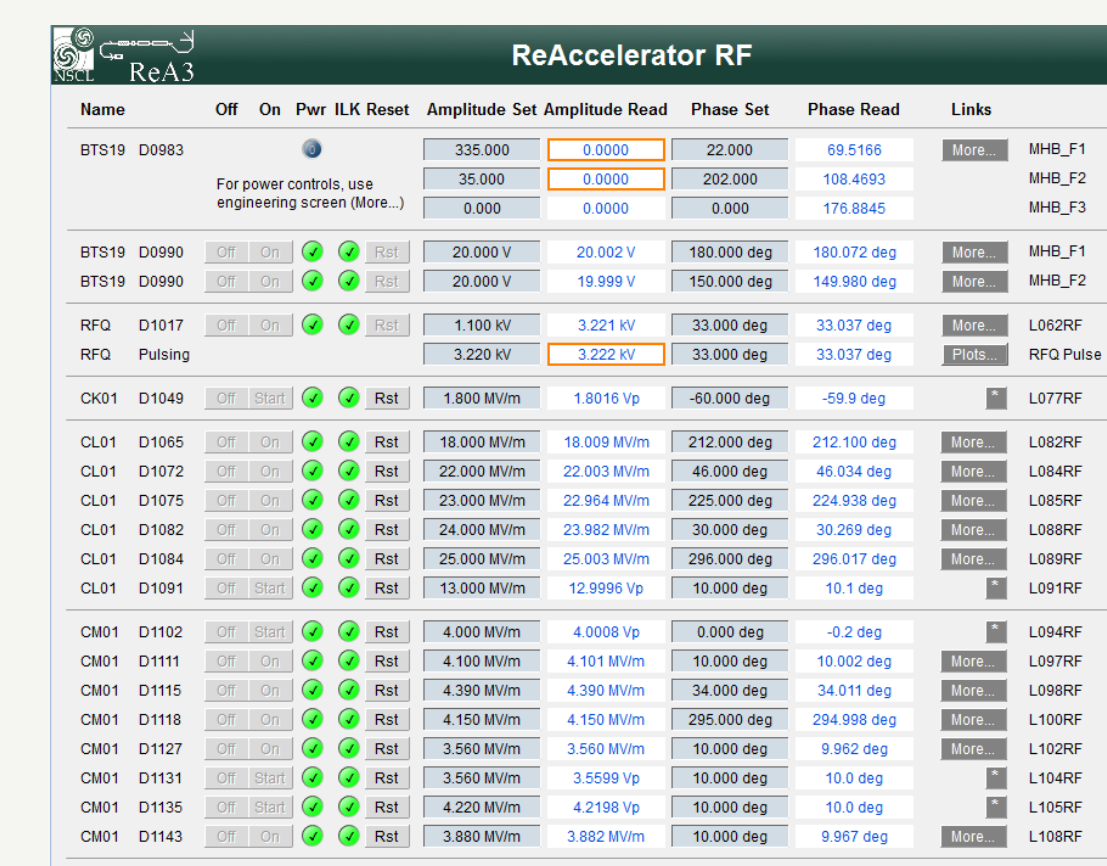 NSCL ReA3 ReAccelerator RF
Name Off On Pwr ILK Reset Amplitude Set Amplitude Read Phase Set Phase Read Links
BTS19 D0983 335.000 0.0000 22.000 69.5166 More... MHB_F1
For power controls, use 35.000 0.0000 202.000 108.4693 MHB_F2
engineering screen (More...) 0.000 0.0000 0.000 176.8845 MHB_F3
BTS19 D0990 Off On Rst 20.000 V 20.002 V 180.000 deg 180.072 deg More... MHB_F1
BTS19 D0990 Off On Rst 20.000 V 19.999 V 150.000 deg 149.980 deg More... MHB_F2
RFQ D1017 Off On Rst 1.100 kV 3.221 kV 33.000 deg 33.037 deg More... L062RF
RFQ Pulsing 3.220 kV 3.222 kV 33.000 deg 33.037 deg Plots... RFQ Pulse
CK01 D1049 Off Start Rst 1.800 MV/m 1.8016 Vp -60.000 deg -59.9 deg * L077RF
CL01 D1065 Off On Rst 18.000 MV/m 18.009 MV/m 212.000 deg 212.100 deg More... L082RF
CL01 D1072 Off On Rst 22.000 MV/m 22.003 MV/m 46.000 deg 46.034 deg More... L084RF
CL01 D1075 Off On Rst 23.000 MV/m 22.964 MV/m 225.000 deg 224.938 deg More... L085RF
CL01 D1082 Off On Rst 24.000 MV/m 23.982 MV/m 30.000 deg 30.269 deg More... L088RF
CL01 D1084 Off On Rst 25.000 MV/m 25.003 MV/m 296.000 deg 296.017 deg More... L089RF
CL01 D1091 Off Start Rst 13.000 MV/m 12.9996 Vp 10.000 deg 10.1 deg * L091RF
CM01 D1102 Off Start Rst 4.000 MV/m 4.0008 Vp 0.000 deg -0.2 deg * L094RF
CM01 D1111 Off On Rst 4.100 MV/m 4.101 MV/m 10.000 deg 10.002 deg More... L097RF
CM01 D1115 Off On Rst 4.390 MV/m 4.390 MV/m 34.000 deg 34.011 deg More... L098RF
CM01 D1118 Off On Rst 4.150 MV/m 4.150 MV/m 295.000 deg 294.998 deg More... L100RF
CM01 D1127 Off On Rst 3.560 MV/m 3.560 MV/m 10.000 deg 9.962 deg More... L102RF
CM01 D1131 Off Start Rst 3.560 MV/m 3.5599 Vp 10.000 deg 10.0 deg * L104RF
CM01 D1135 Off Start Rst 4.220 MV/m 4.2198 Vp 10.000 deg 10.0 deg * L105RF
CM01 D1143 Off On Rst 3.880 MV/m 3.882 MV/m 10.000 deg 9.967 deg More... L108RF